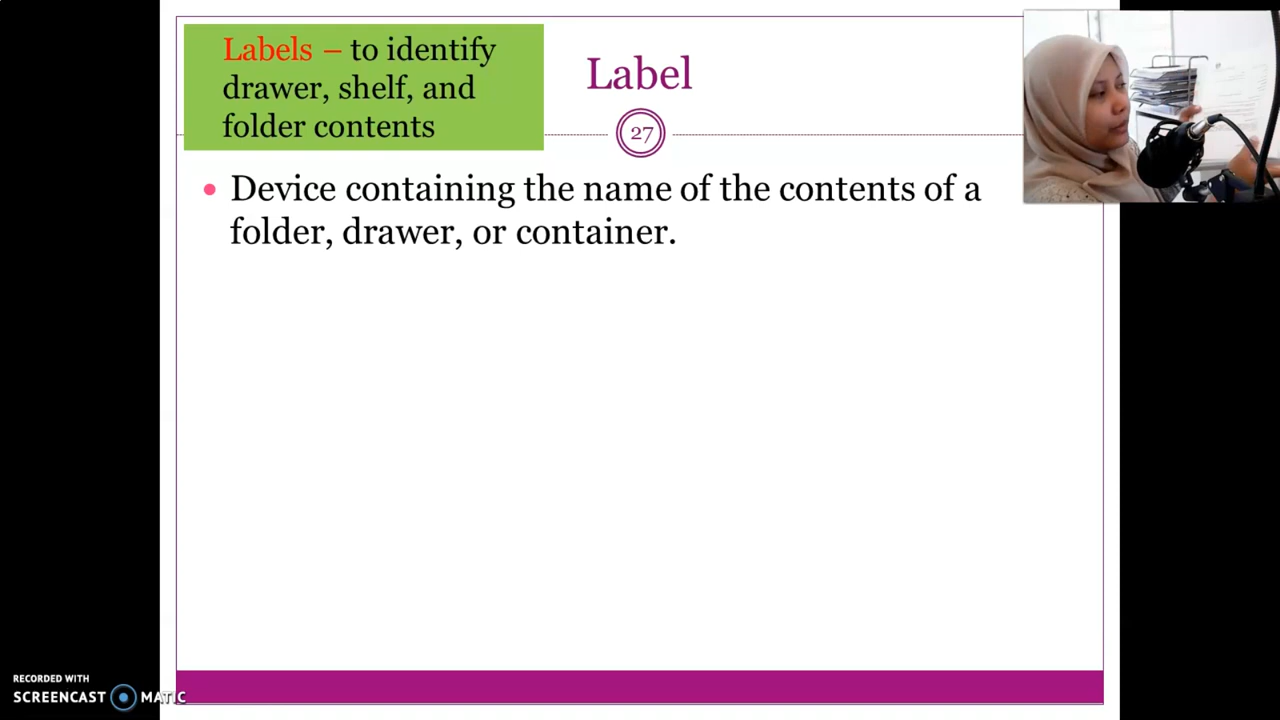 Labels – to identify
drawer, shelf, and
folder contents
Label
27
• Device containing the name of the contents of a
folder, drawer, or container.
RECORDED WITH
SCREENCAST MATIC